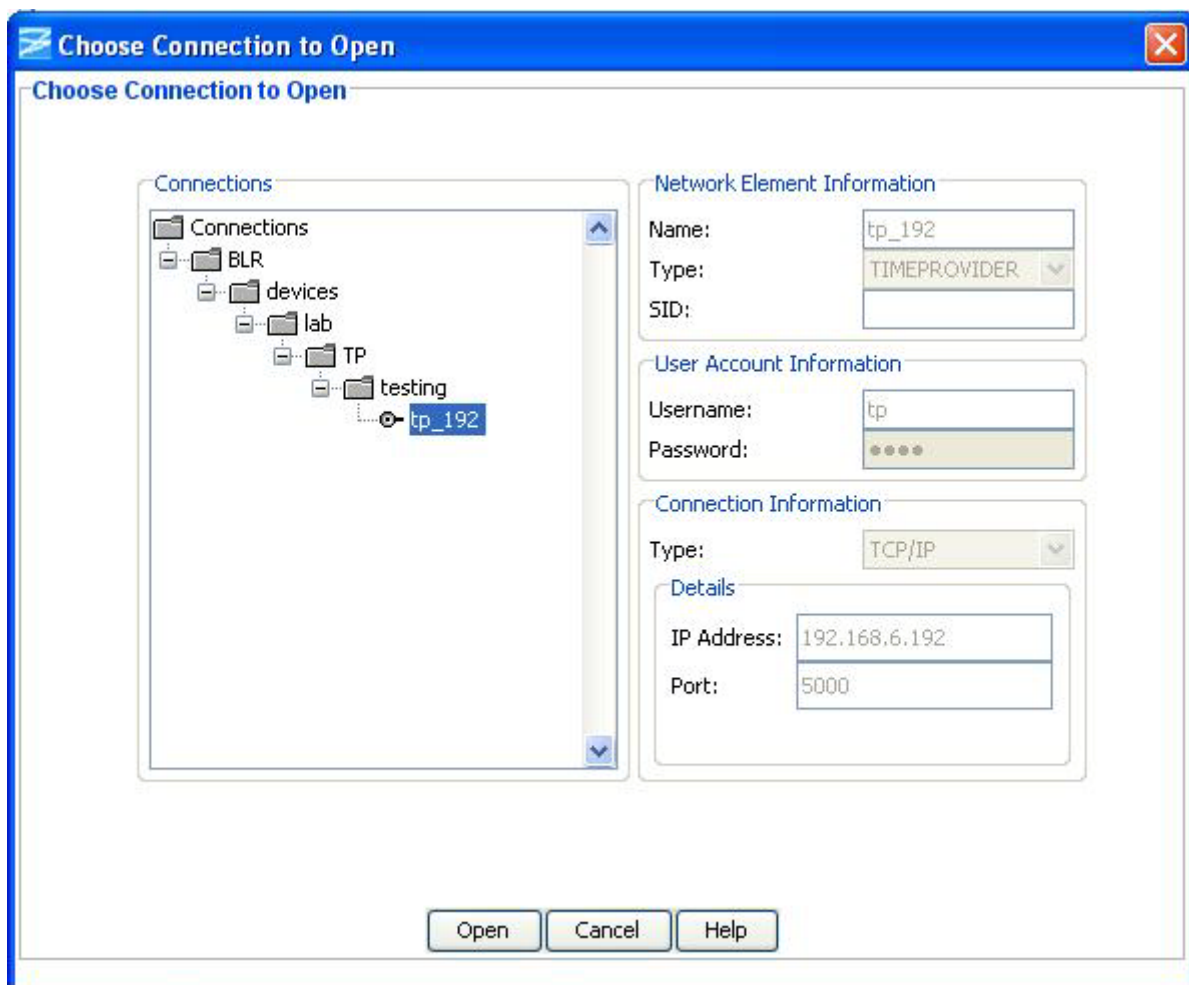 Choose Connection to Open
Choose Connection to Open
Connections
Connections
BLR
devices
lab
TP
testing
tp_192
Network Element Information
Name: tp_192
Type: TIMEPROVIDER
SID:
User Account Information
Username: tp
Password: ●●●●
Connection Information
Type: TCP/IP
Details
IP Address: 192.168.6.192
Port: 5000
Open Cancel Help